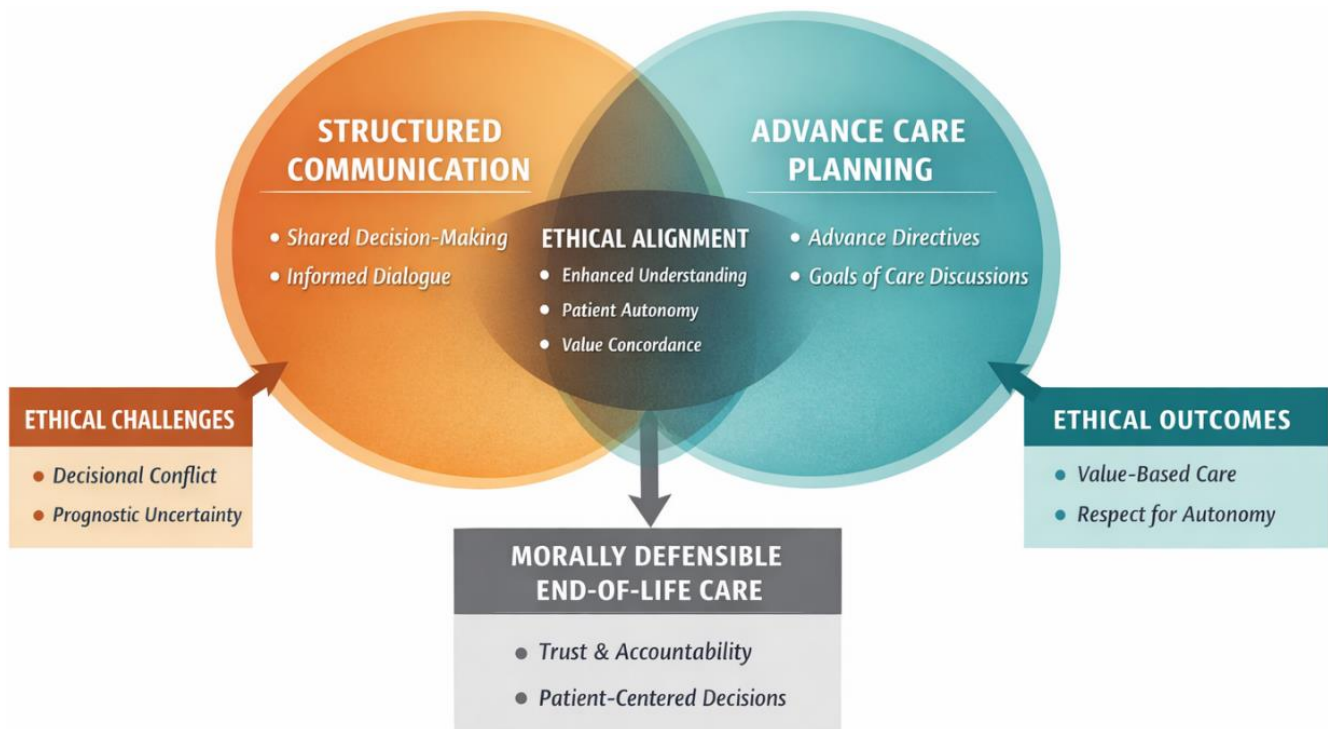 STRUCTURED
COMMUNICATION
• Shared Decision-Making
• Informed Dialogue
ETHICAL ALIGNMENT
• Enhanced Understanding
• Patient Autonomy
• Value Concordance
ADVANCE CARE
PLANNING
• Advance Directives
• Goals of Care Discussions
ETHICAL CHALLENGES
• Decisional Conflict
• Prognostic Uncertainty
ETHICAL OUTCOMES
• Value-Based Care
• Respect for Autonomy
MORALLY DEFENSIBLE
END-OF-LIFE CARE
• Trust & Accountability
• Patient-Centered Decisions